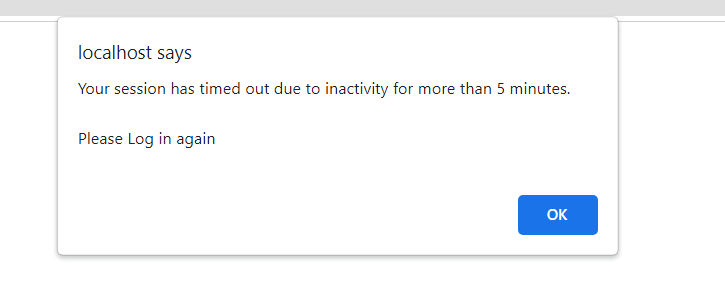 localhost says
Your session has timed out due to inactivity for more than 5 minutes.
Please Log in again
OK